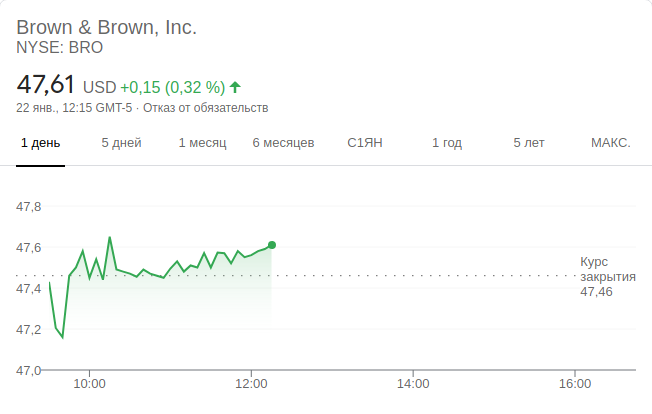 Brown & Brown, Inc.
NYSE: BRO
47,61 USD +0,15 (0,32 %)
22 янв., 12:15 GMT-5 · Отказ от обязательств
1 день 5 дней 1 месяц 6 месяцев С1ЯН 1 год 5 лет МАКС.
47,8
47,6
Курс
закрытия
47,46
47,4
47,2
47,0
10:00 12:00 14:00 16:00